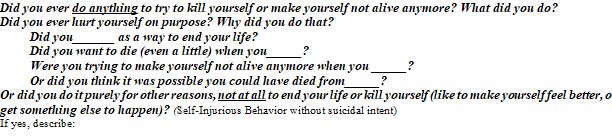 Did you ever do anything to try to kill yourself or make yourself not alive anymore? What did you do?
Did you ever hurt yourself on purpose? Why did you do that?
Did you______ as a way to end your life?
Did you want to die (even a little) when you_____?
Were you trying to make yourself not alive anymore when you _____?
Or did you think it was possible you could have died from_____?
Or did you do it purely for other reasons, not at all to end your life or kill yourself (like to make yourself feel better, o
get something else to happen)? (Self-Injurious Behavior without suicidal intent)
If yes, describe: